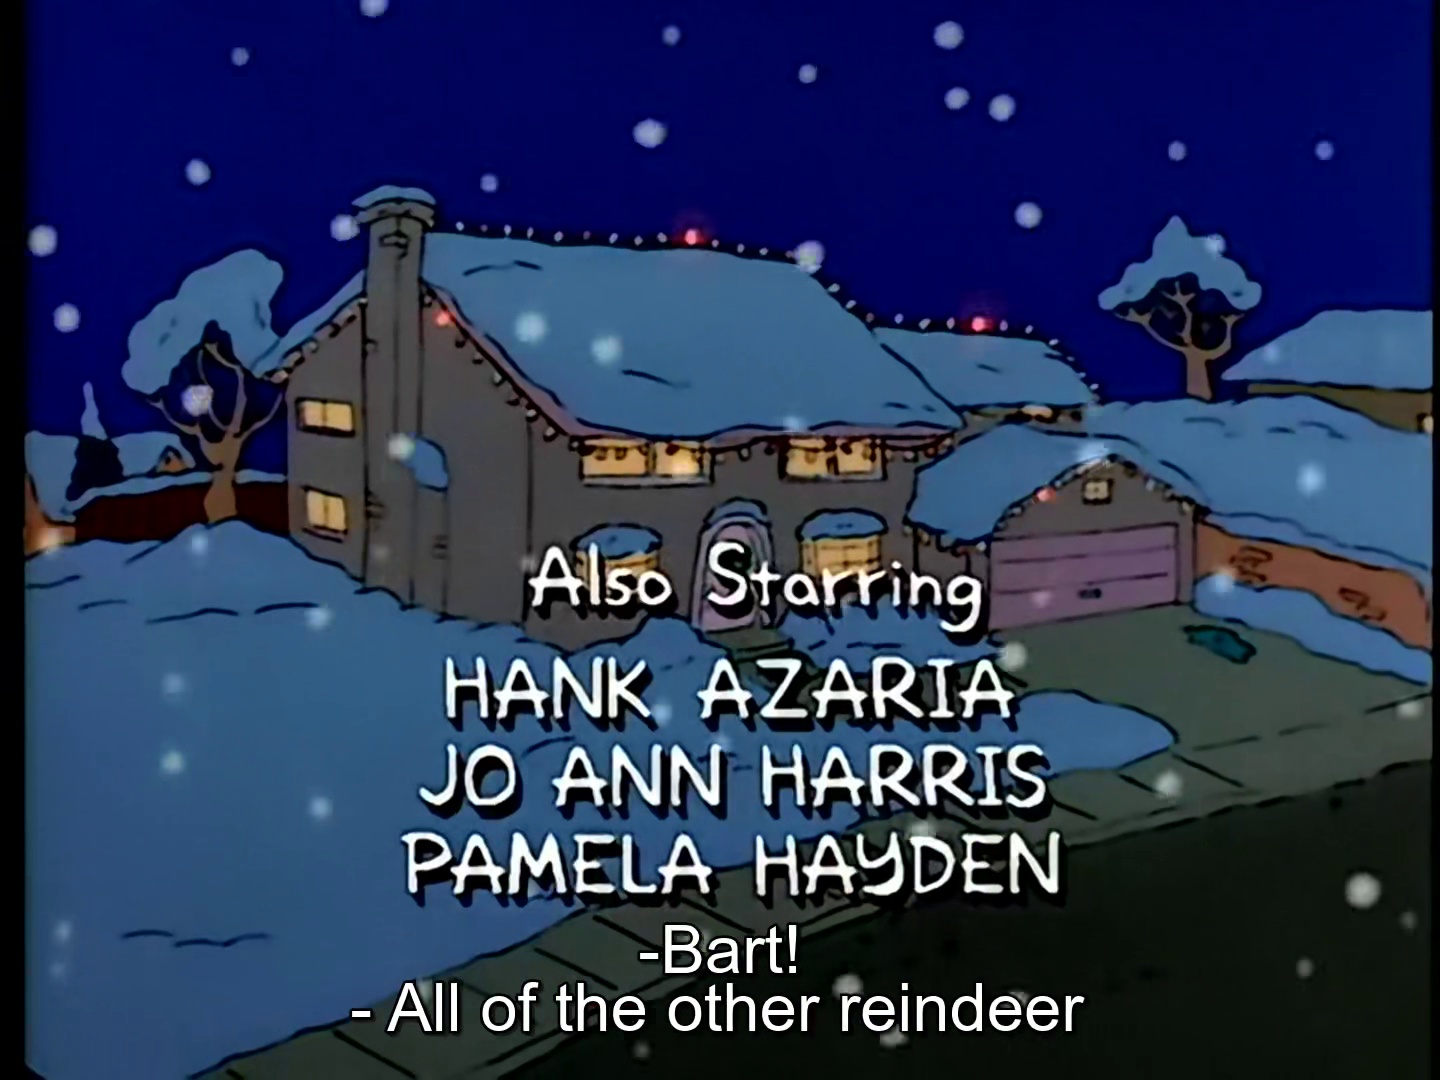 Also Starring
HANK AZARIA
JO ANN HARRIS
PAMELA HAYDEN
-Bart!
- All of the other reindeer